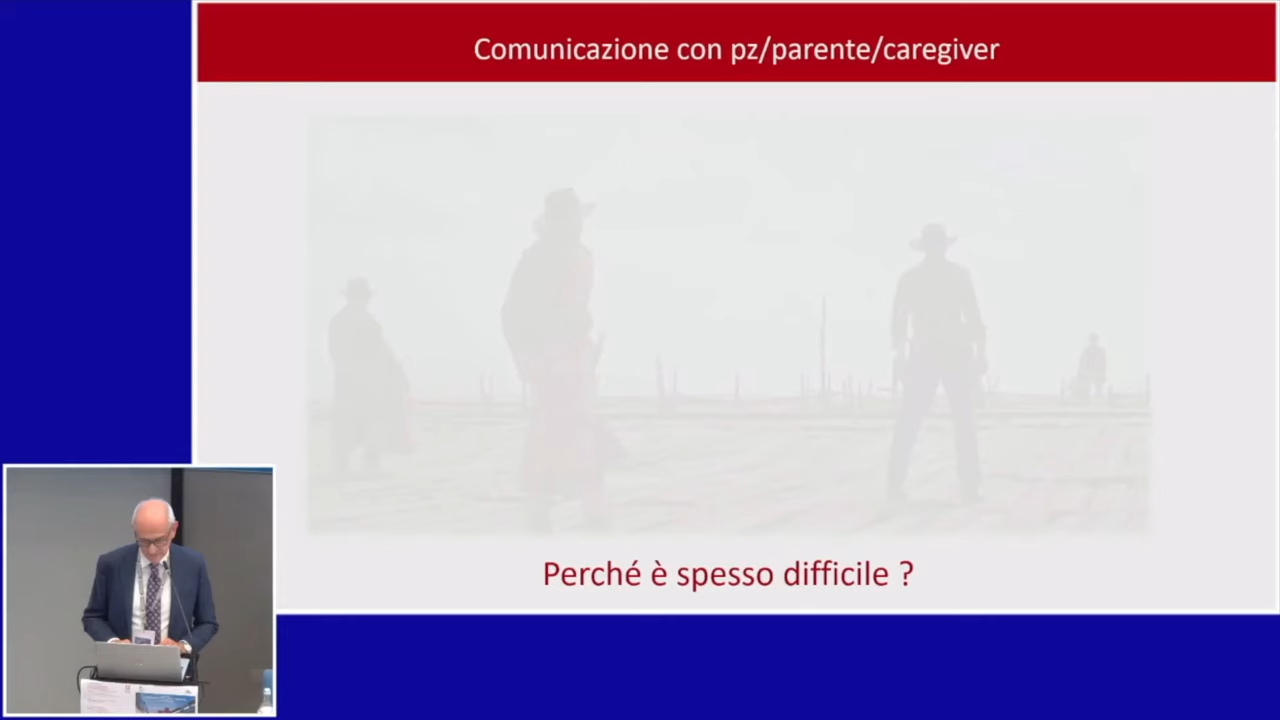 Comunicazione con pz/parente/caregiver
Perché è spesso difficile ?